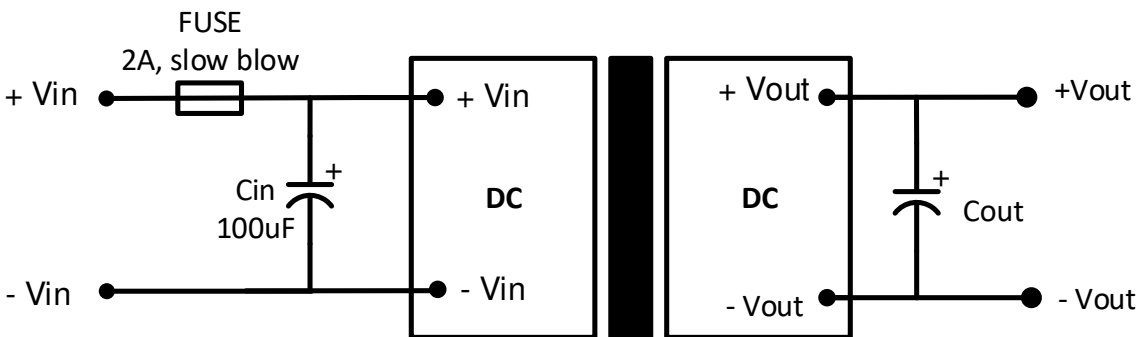 FUSE
2A, slow blow
+ Vin
+ Vin
+ Vout
+Vout
+
Cin
100uF
DC
DC
+
Cout
- Vin
- Vin
- Vout
- Vout